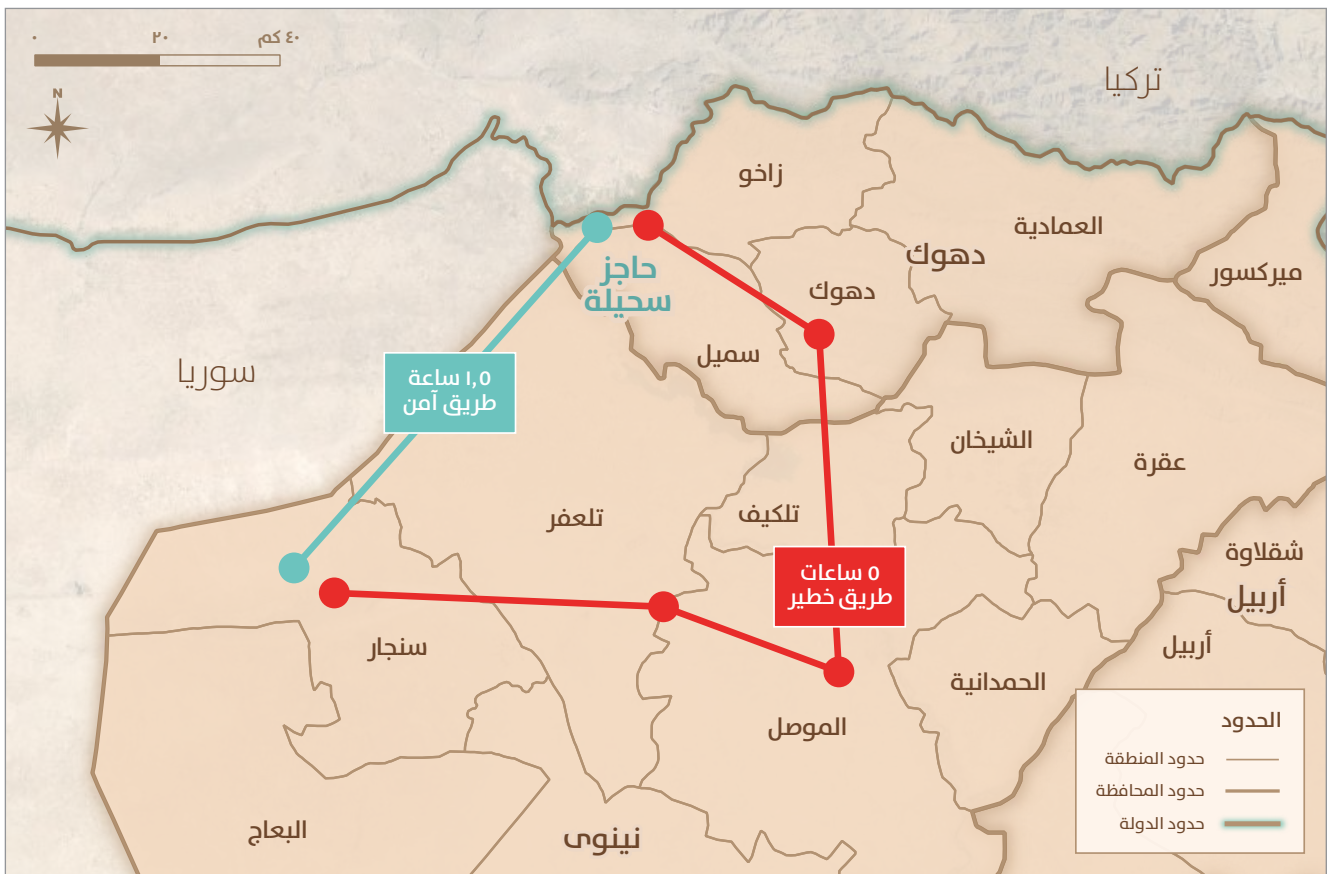 ٠ ٢٠ ٤٠ كم
N
تركيا
زاخو
العمادية
دهوك
ميركسور
حاجز
سحيلة
دهوك
سميل
سوريا
١,٥ ساعة
طريق آمن
الشيخان
عقرة
تلعفر
تلكيف
شقلاوة
٥ ساعات
طريق خطير
أربيل
سنجار
أربيل
الحمدانية
الموصل
البعاج
نينوى
الحدود
حدود المنطقة
حدود المحافظة
حدود الدولة